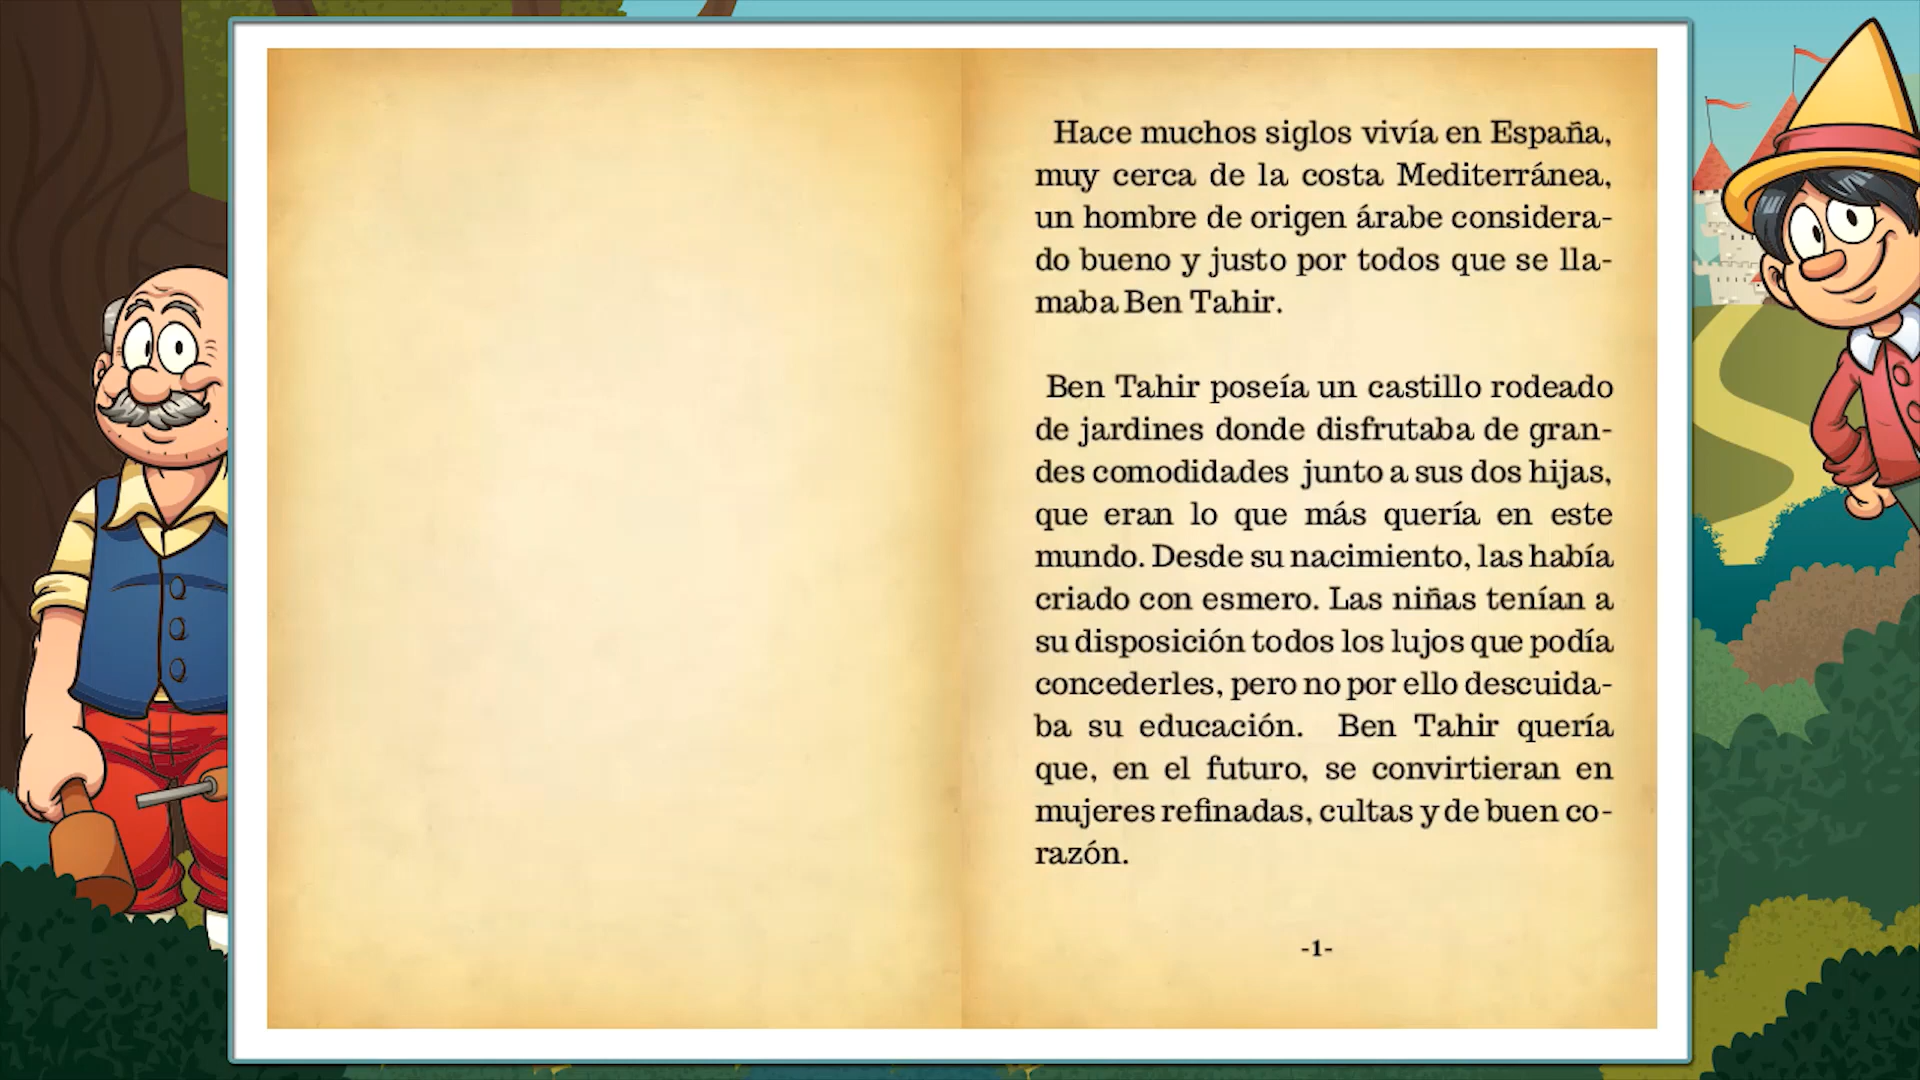 Hace muchos siglos vivía en España,
muy cerca de la costa Mediterránea,
un hombre de origen árabe considera-
do bueno y justo por todos que se lla-
maba Ben Tahir.
Ben Tahir poseía un castillo rodeado
de jardines donde disfrutaba de gran-
des comodidades junto a sus dos hijas,
que eran lo que más quería en este
mundo. Desde su nacimiento, las había
criado con esmero. Las niñas tenían a
su disposición todos los lujos que podía
concederles, pero no por ello descuida-
ba su educación. Ben Tahir quería
que, en el futuro, se convirtieran en
mujeres refinadas, cultas y de buen co-
razón.
-1-